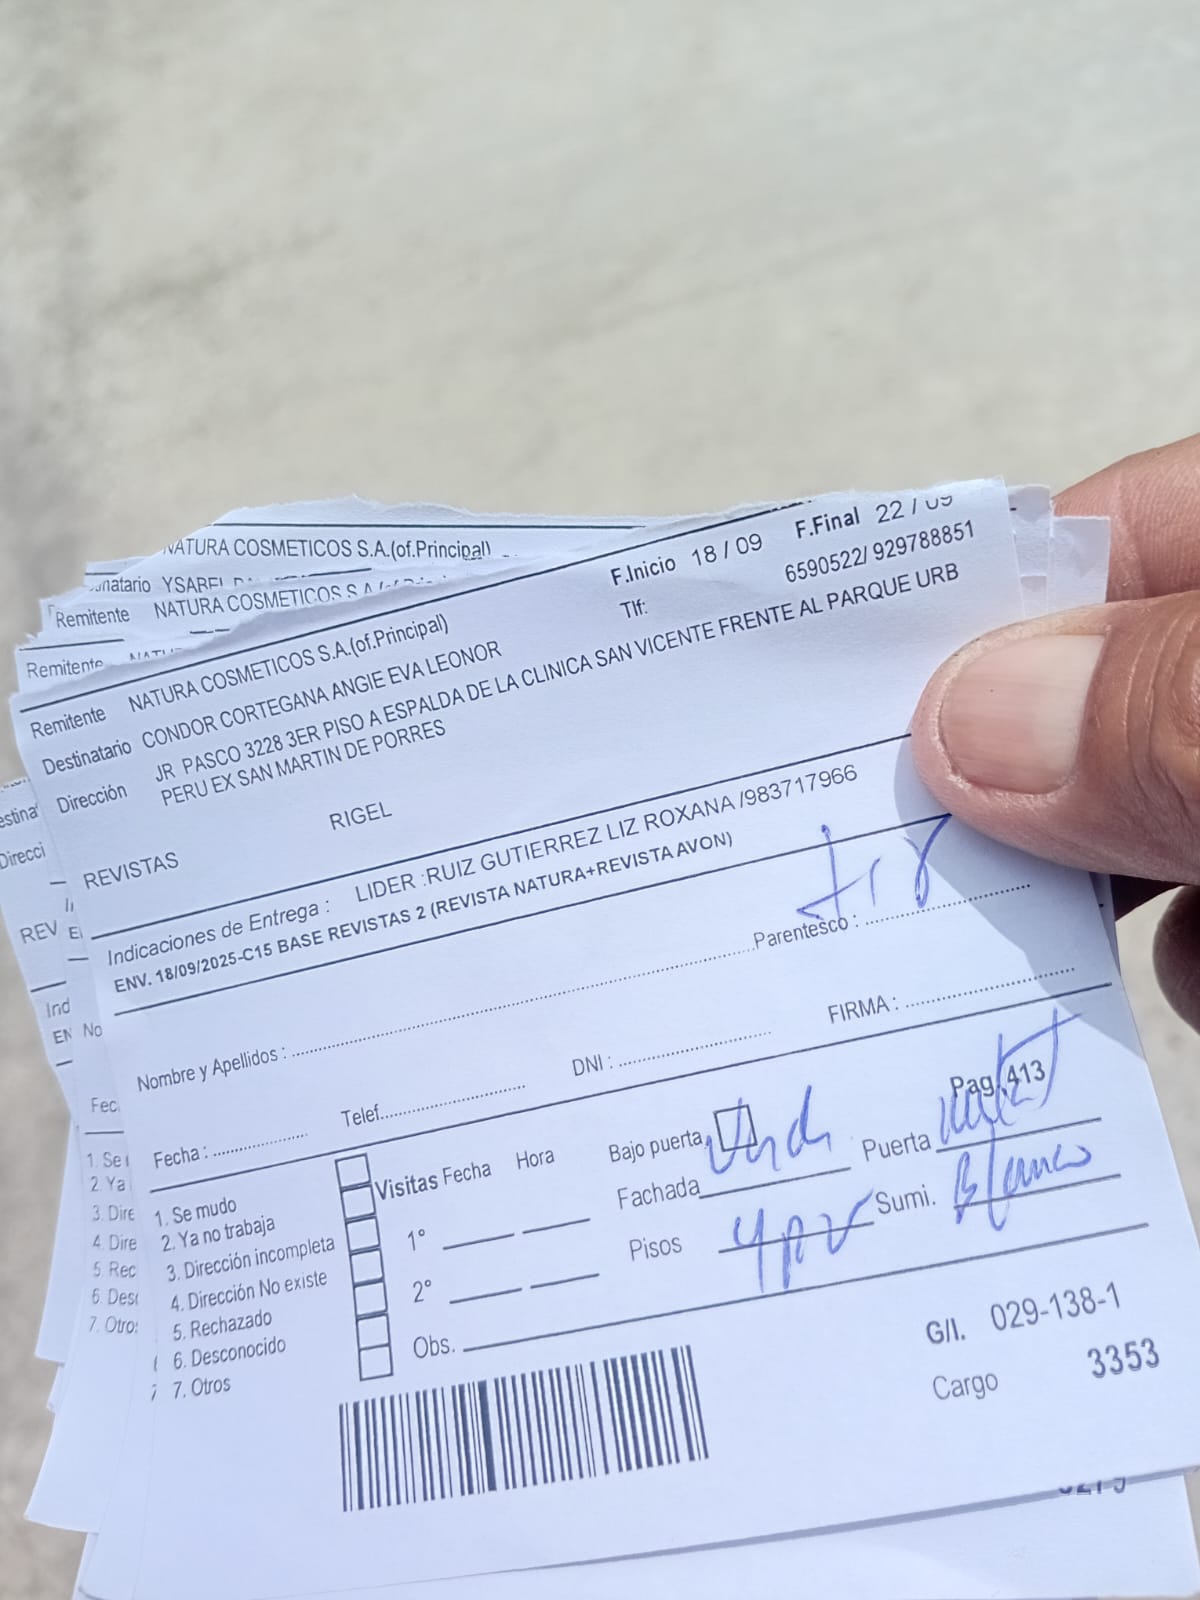 NATURA COSMETICOS S.A.(of.Principal)
YSABEL
Remitente NATURA COSMETICOS S.A.
Remitente
Remitente NATURA COSMETICOS S.A.(of.Principal) F.Inicio 18 / 09 F.Final 22 / 09
Destinatario CONDOR CORTEGANA ANGIE EVA LEONOR Tlf: 6590522/ 929788851
Dirección JR PASCO 3228 3ER PISO A ESPALDA DE LA CLINICA SAN VICENTE FRENTE AL PARQUE URB
PERU EX SAN MARTIN DE PORRES
RIGEL
REVISTAS
Indicaciones de Entrega : LIDER :RUIZ GUTIERREZ LIZ ROXANA /983717966
ENV. 18/09/2025-C15 BASE REVISTAS 2 (REVISTA NATURA+REVISTA AVON)
Nombre y Apellidos : Parentesco :
Fecha : Telef. DNI : FIRMA :
Pag.413
1. Se mudo
2. Ya no trabaja
3. Dirección incompleta
4. Dirección No existe
5. Rechazado
6. Desconocido
7. Otros
Visitas Fecha Hora
1°
2°
Obs.
Bajo puerta
Fachada Puerta
Pisos Sumi. Blanco
G/I. 029-138-1
Cargo 3353